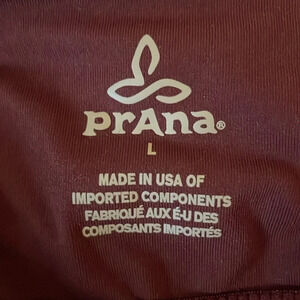 prAna®
L
MADE IN USA OF
IMPORTED COMPONENTS
FABRIQUÉ AUX É-U DES
COMPOSANTS IMPORTÉS